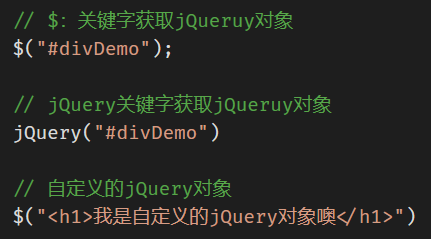 // $：关键字获取jQueruy对象
$("#divDemo");
// jQuery关键字获取jQueruy对象
jQuery("#divDemo")
// 自定义的jQuery对象
$("<h1>我是自定义的jQuery对象噢</h1>")